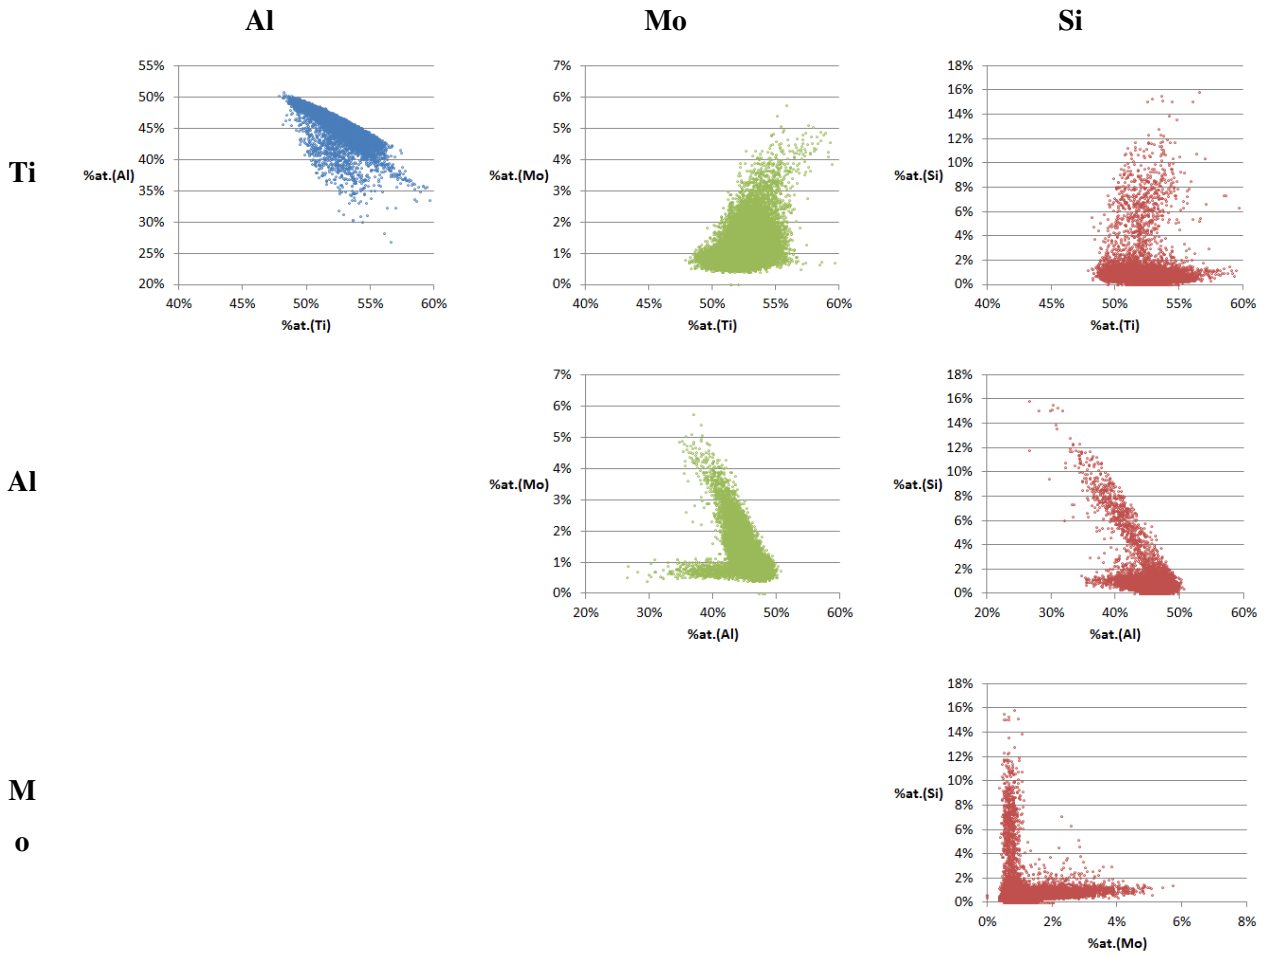 Al Mo Si
Ti
55%
50%
45%
40%
35%
30%
25%
20%
%at.(Al)
40% 45% 50% 55% 60%
%at.(Ti)
7%
6%
5%
4%
3%
2%
1%
0%
%at.(Mo)
40% 45% 50% 55% 60%
%at.(Ti)
18%
16%
14%
12%
10%
8%
6%
4%
2%
0%
%at.(Si)
40% 45% 50% 55% 60%
%at.(Ti)
Al
7%
6%
5%
4%
3%
2%
1%
0%
%at.(Mo)
20% 30% 40% 50% 60%
%at.(Al)
18%
16%
14%
12%
10%
8%
6%
4%
2%
0%
%at.(Si)
20% 30% 40% 50% 60%
%at.(Al)
M
o
18%
16%
14%
12%
10%
8%
6%
4%
2%
0%
%at.(Si)
0% 2% 4% 6% 8%
%at.(Mo)